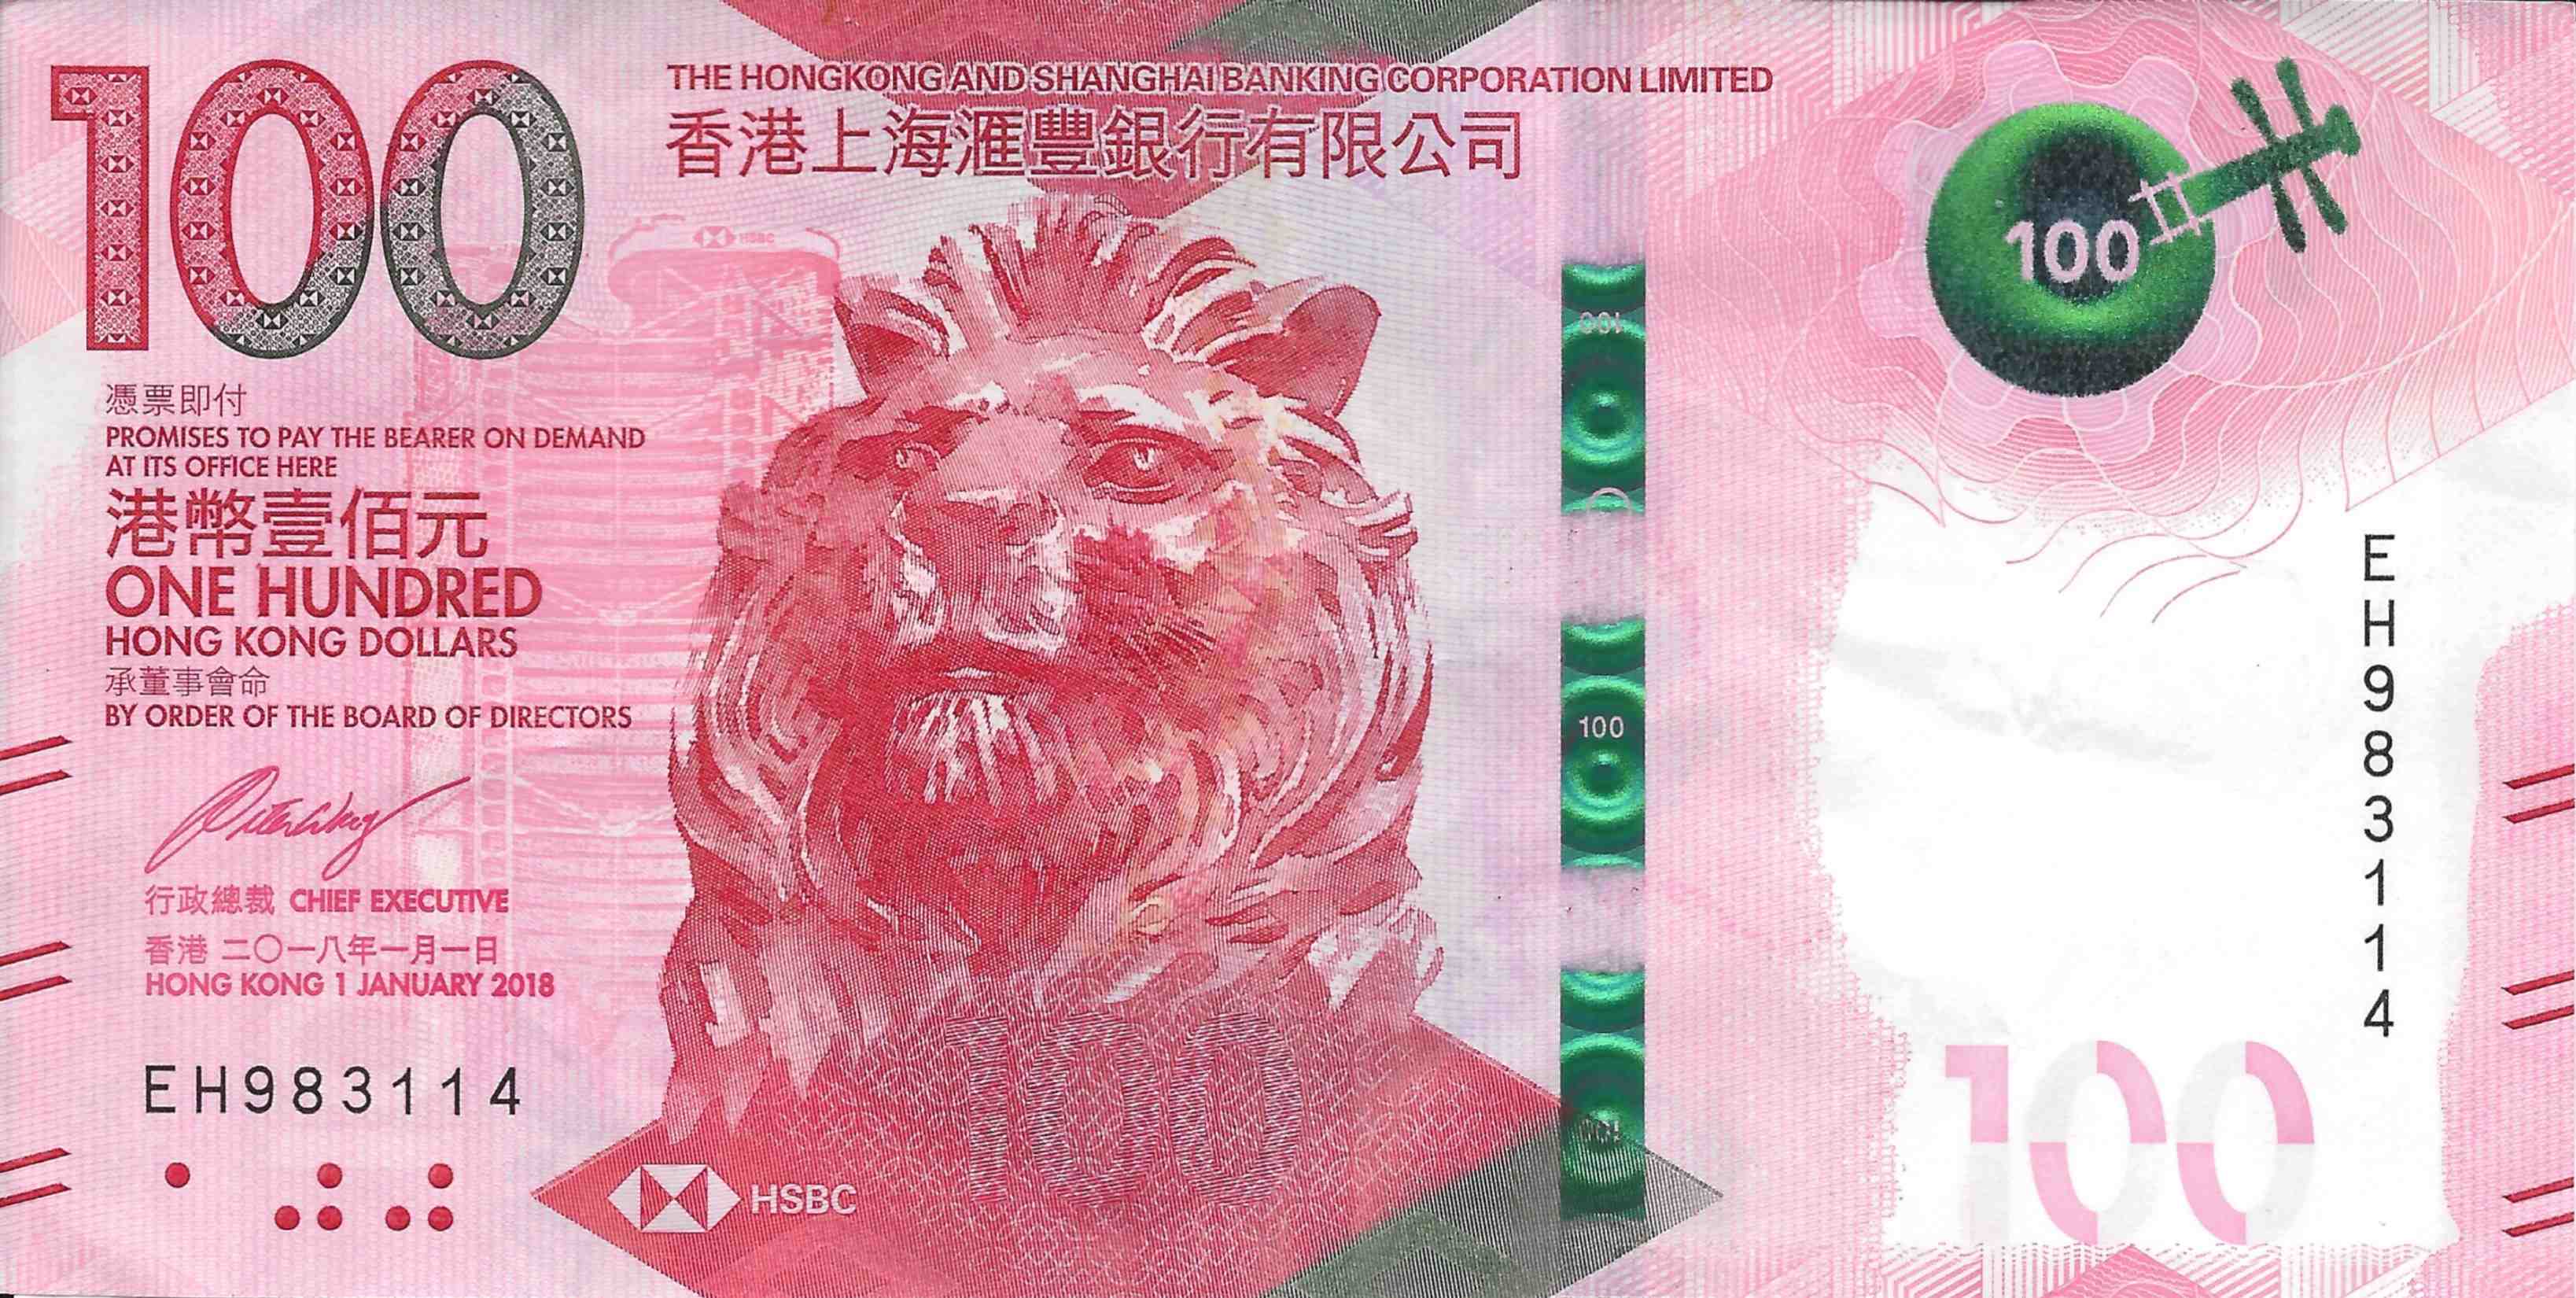 100
THE HONGKONG AND SHANGHAI BANKING CORPORATION LIMITED
香港上海滙豐銀行有限公司
HSBC
100
憑票即付
PROMISES TO PAY THE BEARER ON DEMAND
AT ITS OFFICE HERE
港幣壹佰元
ONE HUNDRED
HONG KONG DOLLARS
承董事會命
BY ORDER OF THE BOARD OF DIRECTORS
行政總裁 CHIEF EXECUTIVE
香港 二〇一八年一月一日
HONG KONG 1 JANUARY 2018
EH983114
HSBC
100
100
100
100
100
EH983114